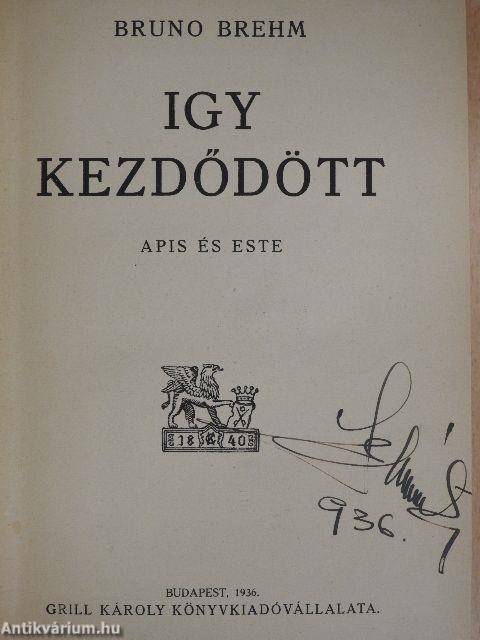 BRUNO BREHM
IGY
KEZDŐDÖTT
APIS ÉS ESTE
18 40
936.
BUDAPEST, 1936.
GRILL KÁROLY KÖNYVKIADÓVÁLLALATA.
Antikvárium.hu